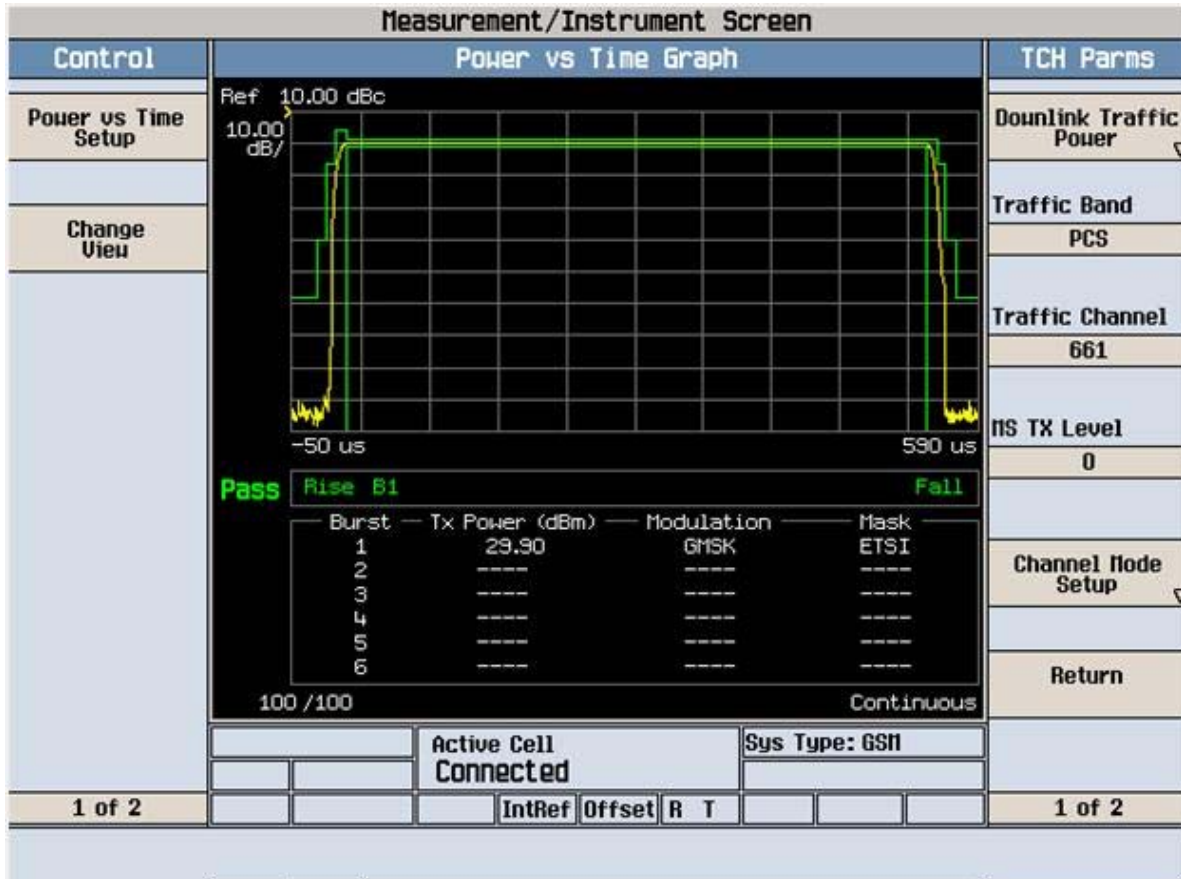 Measurement/Instrument Screen
Control
Power vs Time Graph
TCH Parms
Power vs Time
Setup
Change
View
1 of 2
Ref 10.00 dBc
10.00
dB/
-50 us
590 us
Pass
Rise B1
Fall
Burst Tx Power (dBm) Modulation Mask
1 29.90 GMSK ETSI
2 ---- ---- ----
3 ---- ---- ----
4 ---- ---- ----
5 ---- ---- ----
6 ---- ---- ----
100 /100
Continuous
Active Cell
Connected
Sys Type: GSM
IntRef Offset R T
Downlink Traffic
Power
Traffic Band
PCS
Traffic Channel
661
MS TX Level
0
Channel Mode
Setup
Return
1 of 2